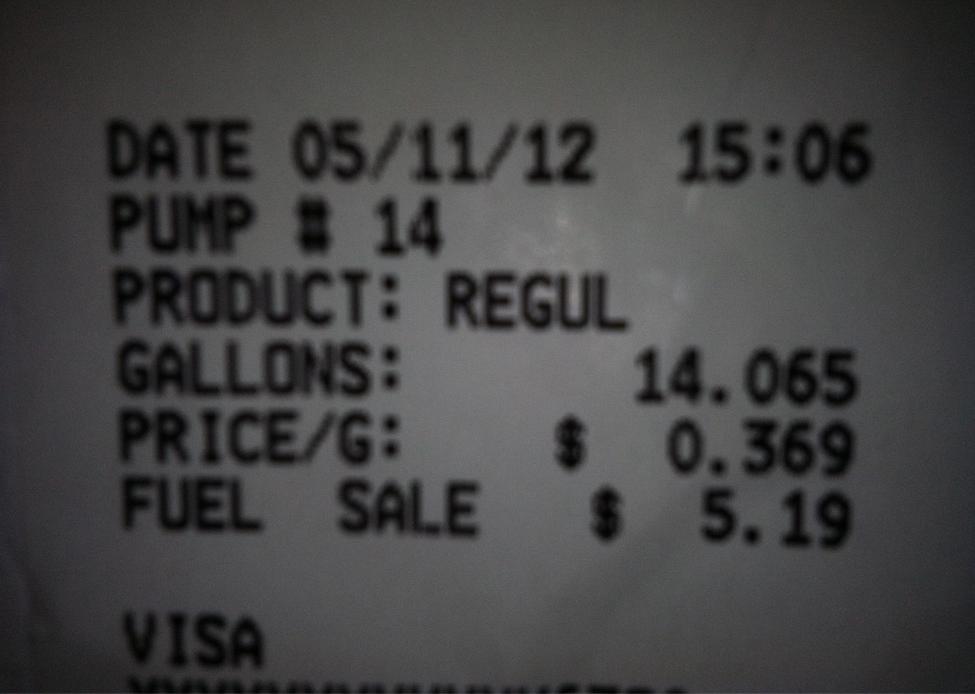 DATE 05/11/12 15:06
PUMP # 14
PRODUCT: REGUL
GALLONS: 14.065
PRICE/G: $ 0.369
FUEL SALE $ 5.19
VISA